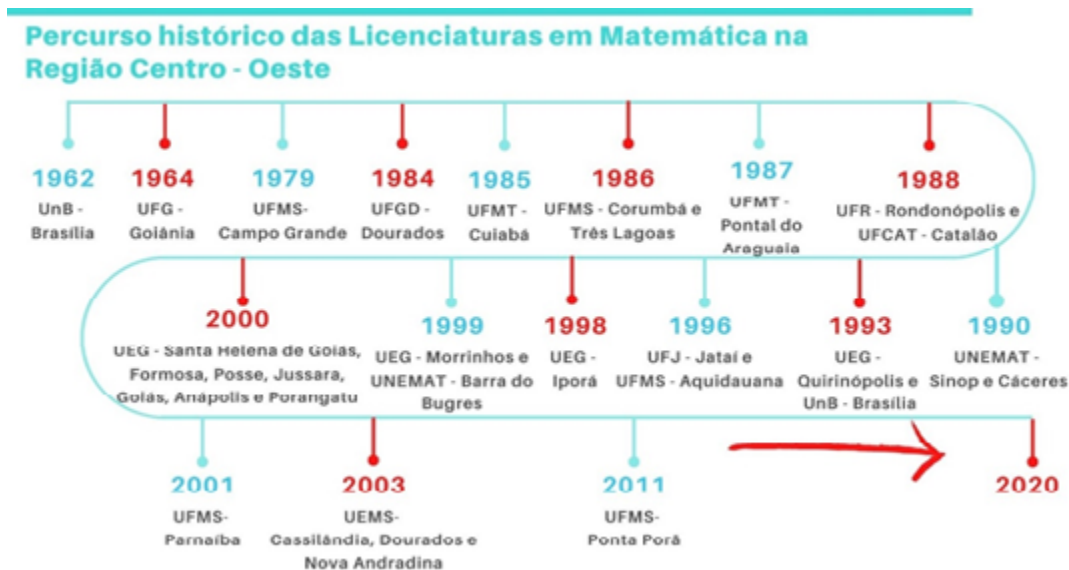 Percurso histórico das Licenciaturas em Matemática na
Região Centro - Oeste
1962
UnB -
Brasília
1964
UFG -
Goiânia
1979
UFMS-
Campo Grande
1984
UFGD -
Dourados
1985
UFMT -
Cuiabá
1986
UFMS - Corumbá e
Três Lagoas
1987
UFMT -
Pontal do
Araguaia
1988
UFR - Rondonópolis e
UFCAT - Catalão
1990
UNEMAT -
Sinop e Cáceres
1993
UEG -
Quirinópolis e
UnB - Brasília
1996
UFJ - Jataí e
UFMS - Aquidauana
1998
UEG -
Iporá
1999
UEG - Morrinhos e
UNEMAT - Barra do
Bugres
2000
UEG - Santa Helena de Goiás,
Formosa, Posse, Jussara,
Goiás, Anápolis e Porangatu
2001
UFMS-
Parnaíba
2003
UEMS-
Cassilândia, Dourados e
Nova Andradina
2011
UFMS-
Ponta Porã
2020